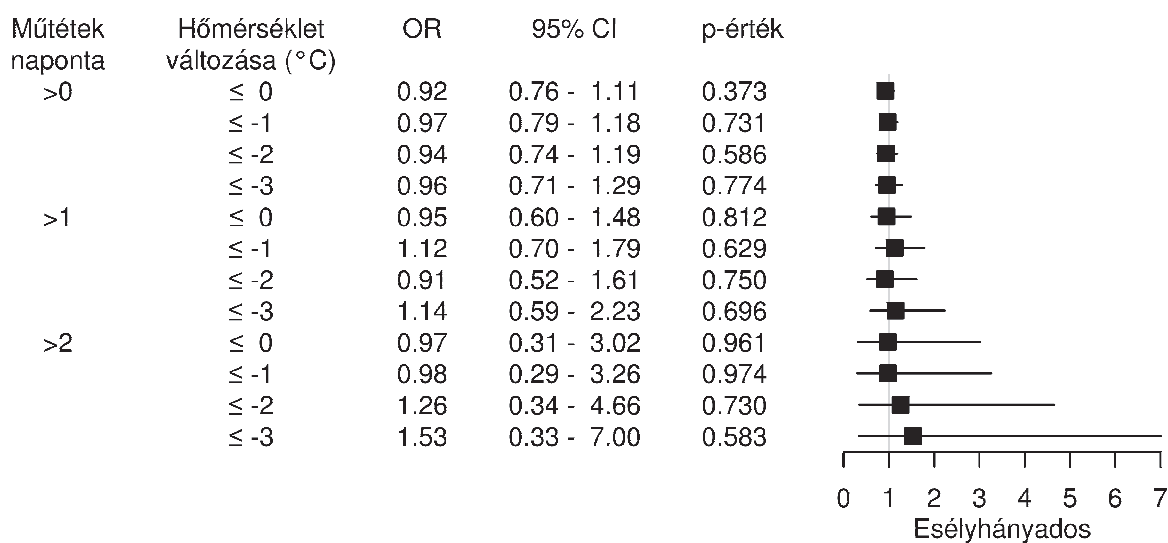 Műtétek Hőmérséklet OR 95% CI p-érték
naponta változása (°C)
>0 ≤ 0 0.92 0.76 - 1.11 0.373
≤ -1 0.97 0.79 - 1.18 0.731
≤ -2 0.94 0.74 - 1.19 0.586
≤ -3 0.96 0.71 - 1.29 0.774
>1 ≤ 0 0.95 0.60 - 1.48 0.812
≤ -1 1.12 0.70 - 1.79 0.629
≤ -2 0.91 0.52 - 1.61 0.750
≤ -3 1.14 0.59 - 2.23 0.696
>2 ≤ 0 0.97 0.31 - 3.02 0.961
≤ -1 0.98 0.29 - 3.26 0.974
≤ -2 1.26 0.34 - 4.66 0.730
≤ -3 1.53 0.33 - 7.00 0.583
0 1 2 3 4 5 6 7
Esélyhányados